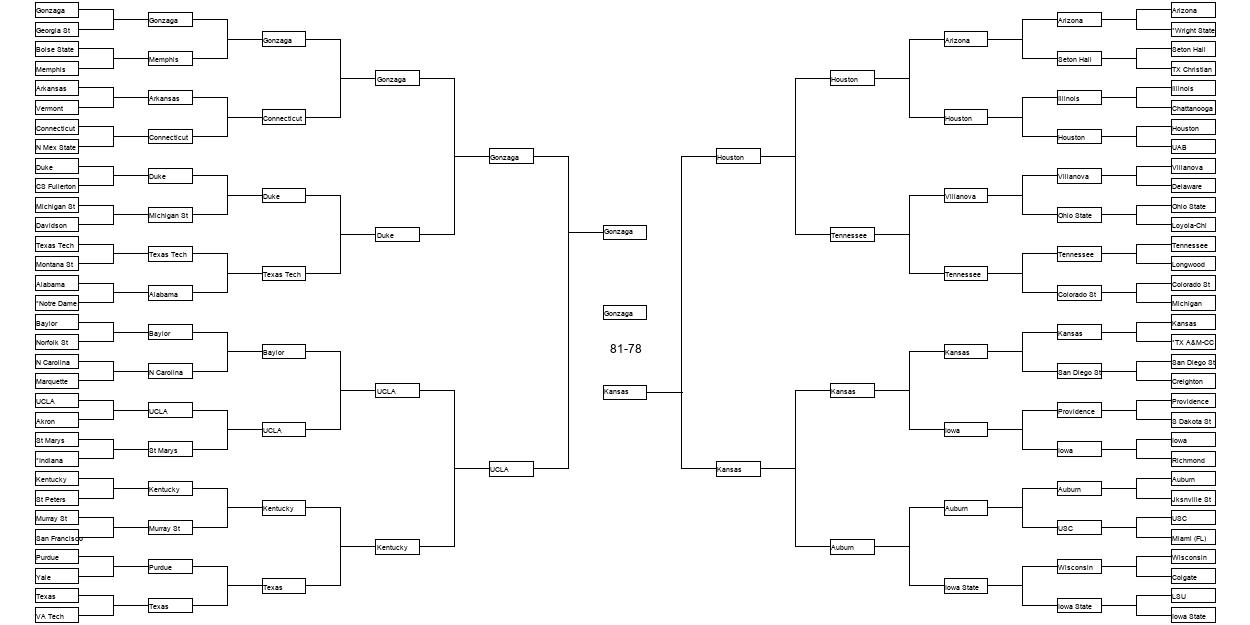 Gonzaga
Georgia St
Boise State
Memphis
Arkansas
Vermont
Connecticut
N Mex State
Duke
CS Fullerton
Michigan St
Davidson
Texas Tech
Montana St
Alabama
*Notre Dame
Baylor
Norfolk St
N Carolina
Marquette
UCLA
Akron
St Marys
*Indiana
Kentucky
St Peters
Murray St
San Francisco
Purdue
Yale
Texas
VA Tech
Gonzaga
Memphis
Arkansas
Connecticut
Duke
Michigan St
Texas Tech
Alabama
Baylor
N Carolina
UCLA
St Marys
Kentucky
Murray St
Purdue
Texas
Gonzaga
Connecticut
Duke
Texas Tech
Baylor
UCLA
Kentucky
Texas
Gonzaga
Duke
UCLA
Kentucky
Gonzaga
UCLA
Gonzaga
Gonzaga
81-78
Kansas
Houston
Kansas
Houston
Tennessee
Kansas
Auburn
Arizona
Houston
Villanova
Tennessee
Kansas
Iowa
Auburn
Iowa State
Arizona
Seton Hall
Illinois
Houston
Villanova
Ohio State
Tennessee
Colorado St
Kansas
San Diego St
Providence
Iowa
Auburn
USC
Wisconsin
Iowa State
Arizona
*Wright State
Seton Hall
TX Christian
Illinois
Chattanooga
Houston
UAB
Villanova
Delaware
Ohio State
Loyola-Chi
Tennessee
Longwood
Colorado St
Michigan
Kansas
*TX A&M-CC
San Diego St
Creighton
Providence
S Dakota St
Iowa
Richmond
Auburn
Jksnville St
USC
Miami (FL)
Wisconsin
Colgate
LSU
Iowa State